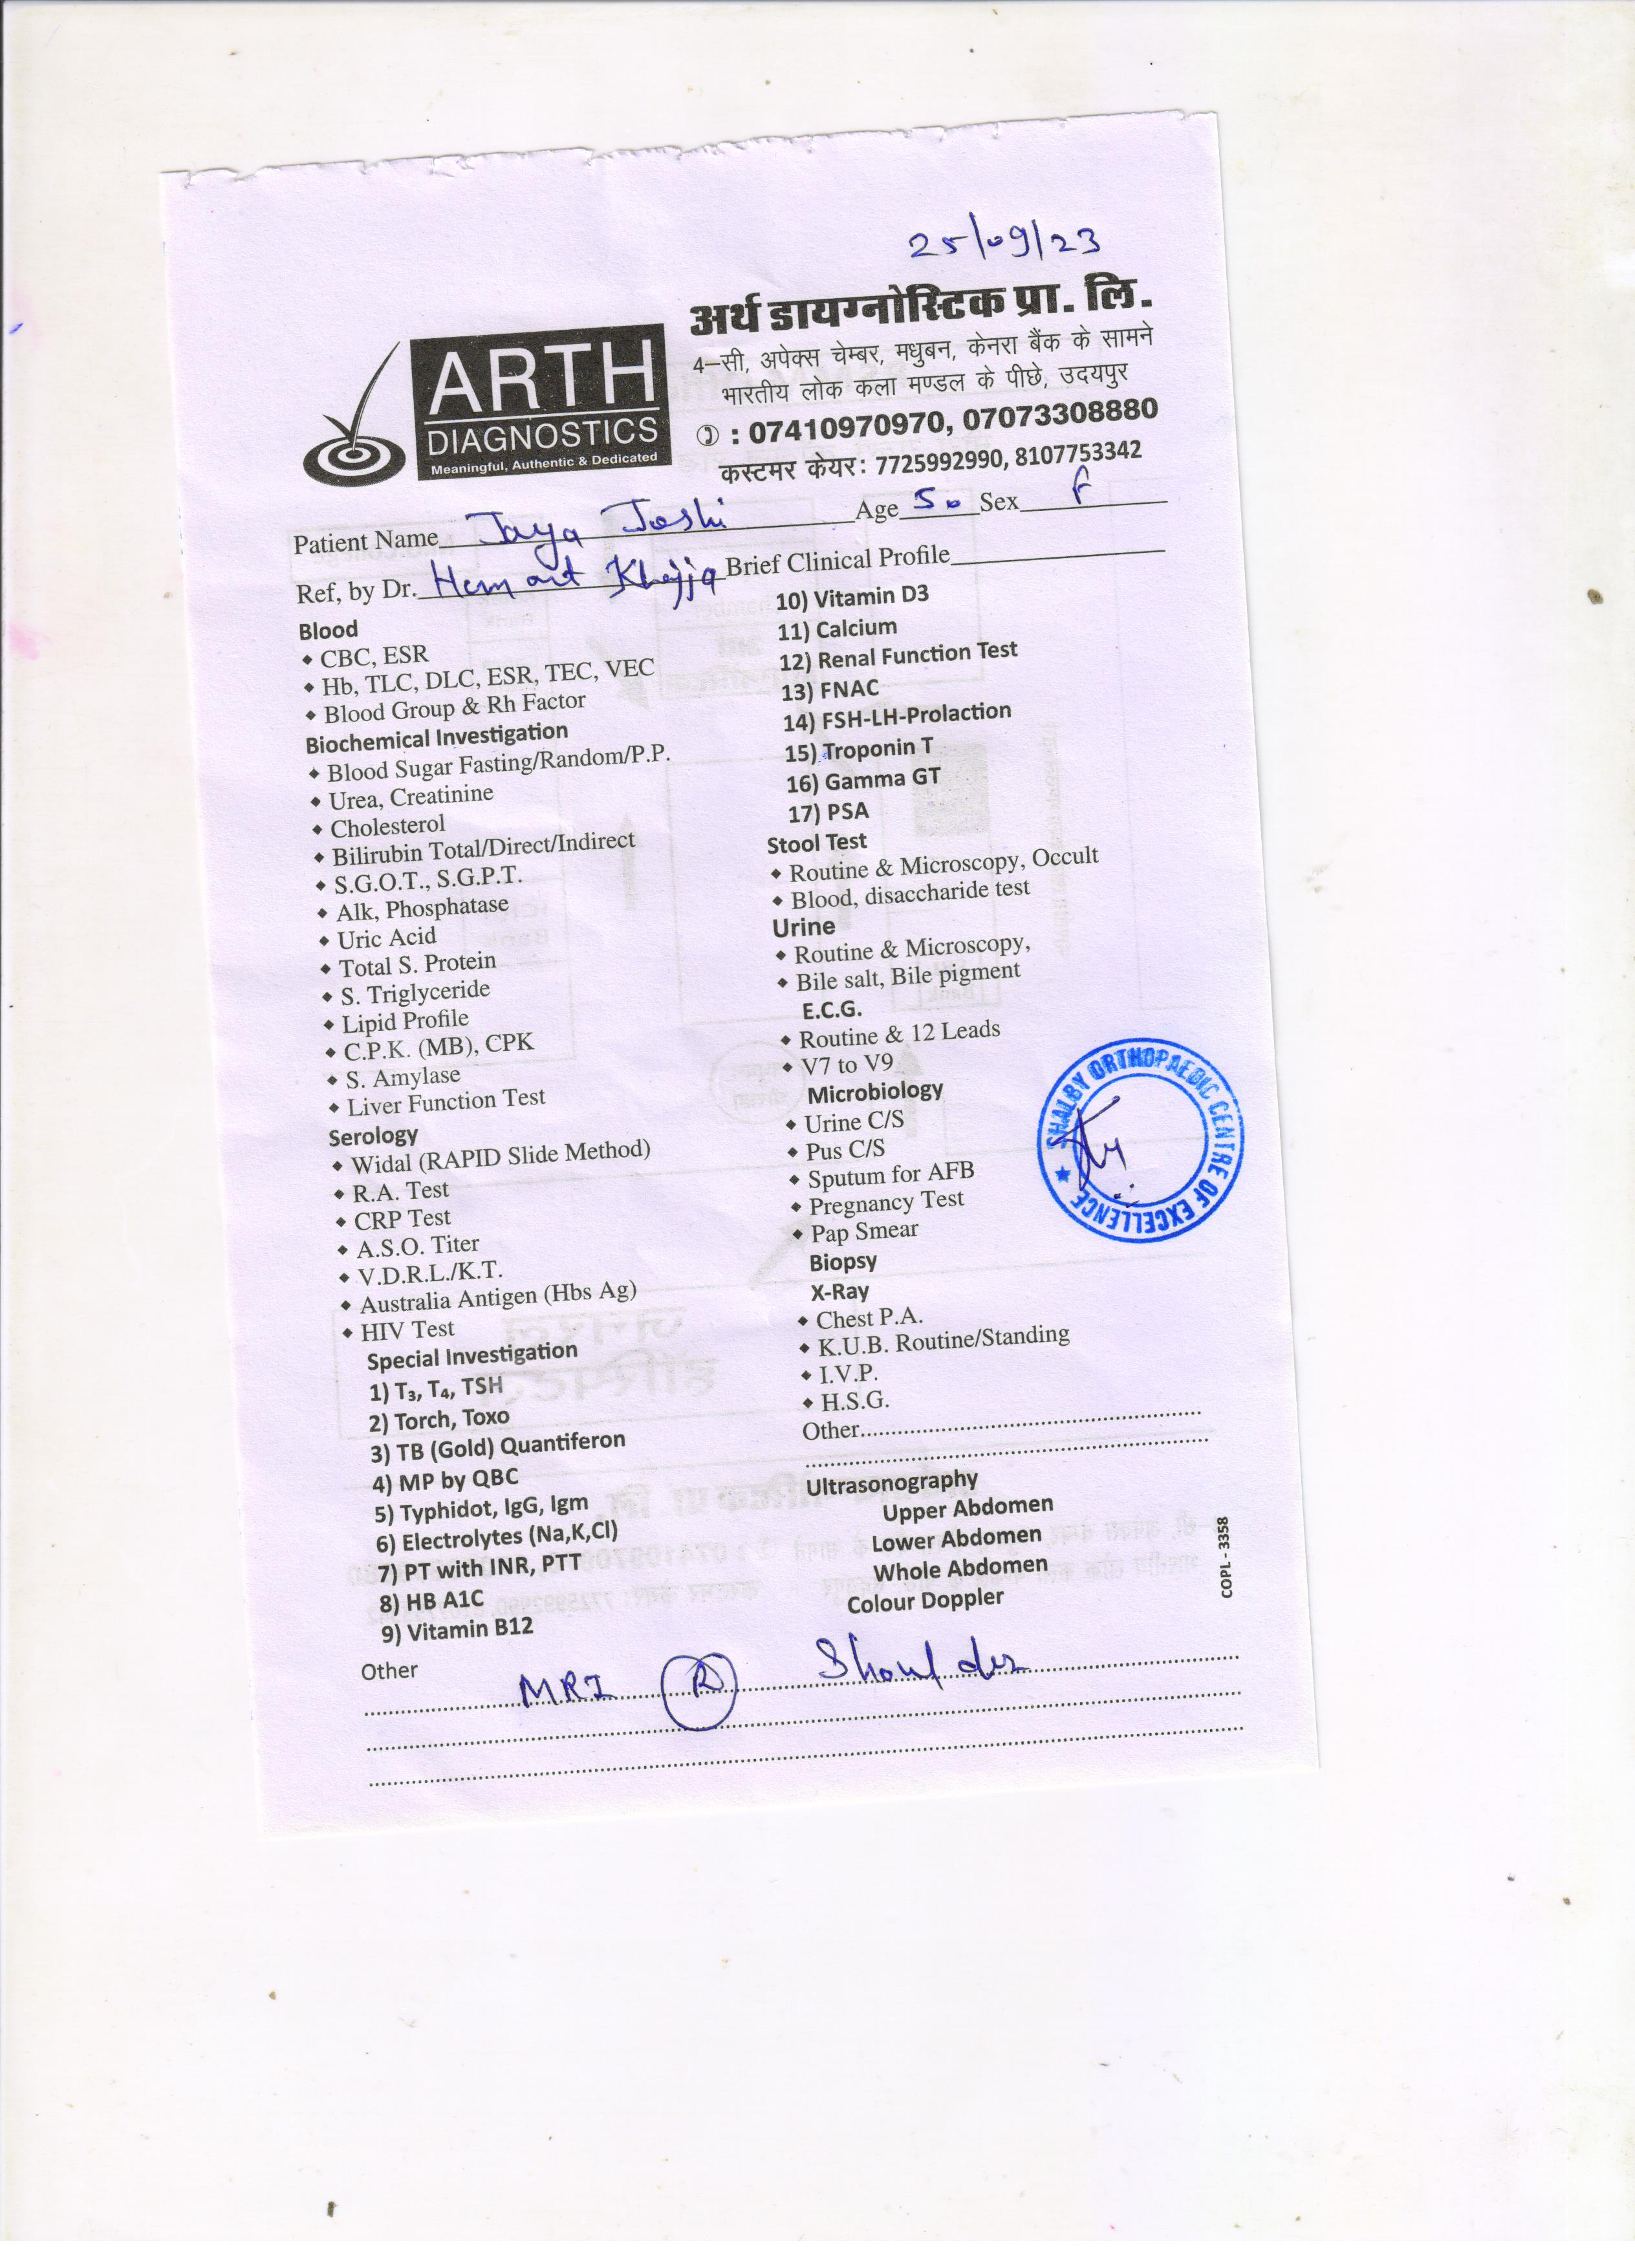 25/09/23
अर्थ डायग्नोस्टिक प्रा. लि.
4–सी, अपेक्स चेम्बर, मधुबन, केनरा बैंक के सामने
भारतीय लोक कला मण्डल के पीछे, उदयपुर
: 07410970970, 07073308880
कस्टमर केयर: 7725992990, 8107753342
ARTH
DIAGNOSTICS
Meaningful, Authentic & Dedicated
Patient Name Jaya Joshi Age 50 Sex F
Ref, by Dr. Hemant Brief Clinical Profile
Blood
CBC, ESR
Hb, TLC, DLC, ESR, TEC, VEC
Blood Group & Rh Factor
Biochemical Investigation
Blood Sugar Fasting/Random/P.P.
Urea, Creatinine
Cholesterol
Bilirubin Total/Direct/Indirect
S.G.O.T., S.G.P.T.
Alk, Phosphatase
Uric Acid
Total S. Protein
S. Triglyceride
Lipid Profile
C.P.K. (MB), CPK
S. Amylase
Liver Function Test
Serology
Widal (RAPID Slide Method)
R.A. Test
CRP Test
A.S.O. Titer
V.D.R.L./K.T.
Australia Antigen (Hbs Ag)
HIV Test
Special Investigation
1) T₃, T₄, TSH
2) Torch, Toxo
3) TB (Gold) Quantiferon
4) MP by QBC
5) Typhidot, IgG, Igm
6) Electrolytes (Na,K,Cl)
7) PT with INR, PTT
8) HB A1C
9) Vitamin B12
10) Vitamin D3
11) Calcium
12) Renal Function Test
13) FNAC
14) FSH-LH-Prolaction
15) Troponin T
16) Gamma GT
17) PSA
Stool Test
Routine & Microscopy, Occult
Blood, disaccharide test
Urine
Routine & Microscopy,
Bile salt, Bile pigment
E.C.G.
Routine & 12 Leads
V7 to V9
Microbiology
Urine C/S
Pus C/S
Sputum for AFB
Pregnancy Test
Pap Smear
Biopsy
X-Ray
Chest P.A.
K.U.B. Routine/Standing
I.V.P.
H.S.G.
Other
Ultrasonography
Upper Abdomen
Lower Abdomen
Whole Abdomen
Colour Doppler
COPL - 3358
SHALBY ORTHOPAEDIC CENTRE OF EXCELLENCE
Other MRI R Shoulder